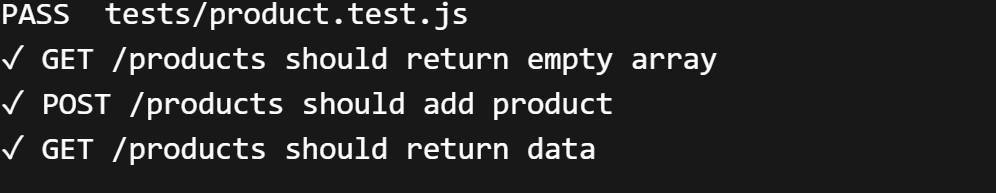 PASS  tests/product.test.js
✓ GET /products should return empty array
✓ POST /products should add product
✓ GET /products should return data